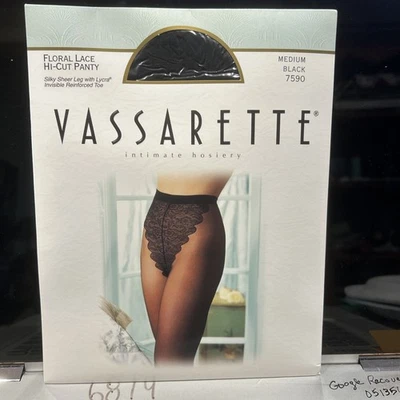 FLORAL LACE
HI-CUT PANTY
Silky Sheer Leg with Lycra®
Invisible Reinforced Toe
MEDIUM
BLACK
7590
VASSARETTE®
intimate hosiery
6874
Google